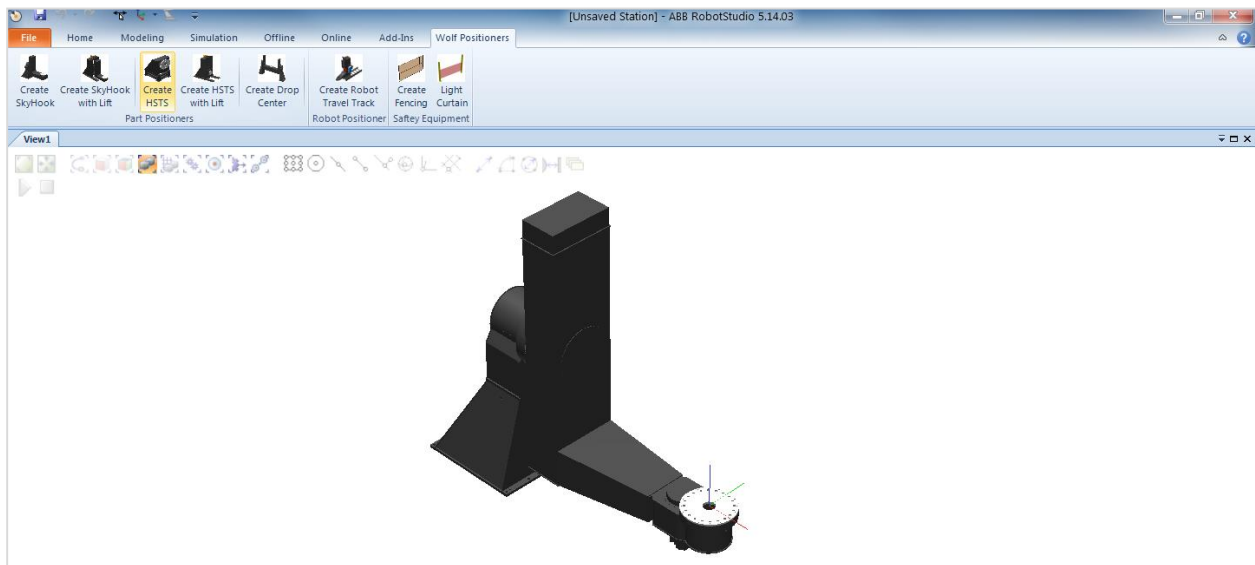 [Unsaved Station] - ABB RobotStudio 5.14.03
File Home Modeling Simulation Offline Online Add-Ins Wolf Positioners
Create Create SkyHook Create Create HSTS Create Drop Create Robot Create Light
SkyHook with Lift HSTS with Lift Center Travel Track Fencing Curtain
Part Positioners Robot Positioner Saftey Equipment
View1